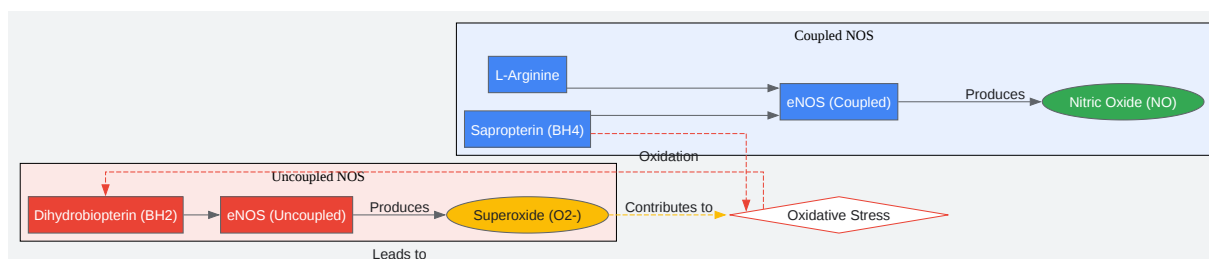 Coupled NOS
L-Arginine
eNOS (Coupled)
Produces
Nitric Oxide (NO)
Sapropterin (BH4)
Oxidation
Uncoupled NOS
Dihydrobiopterin (BH2)
eNOS (Uncoupled)
Produces
Superoxide (O2-)
Contributes to
Oxidative Stress
Leads to